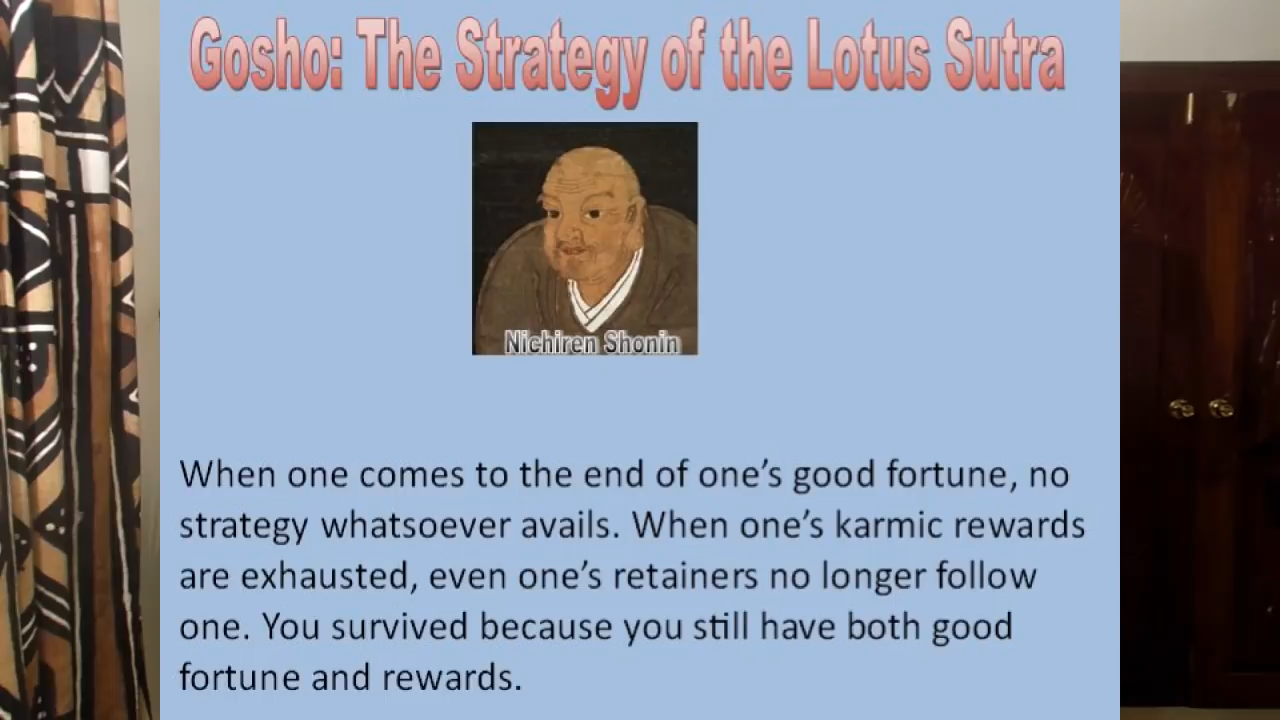 Gosho: The Strategy of the Lotus Sutra
Nichiren Shonin
When one comes to the end of one’s good fortune, no
strategy whatsoever avails. When one’s karmic rewards
are exhausted, even one’s retainers no longer follow
one. You survived because you still have both good
fortune and rewards.